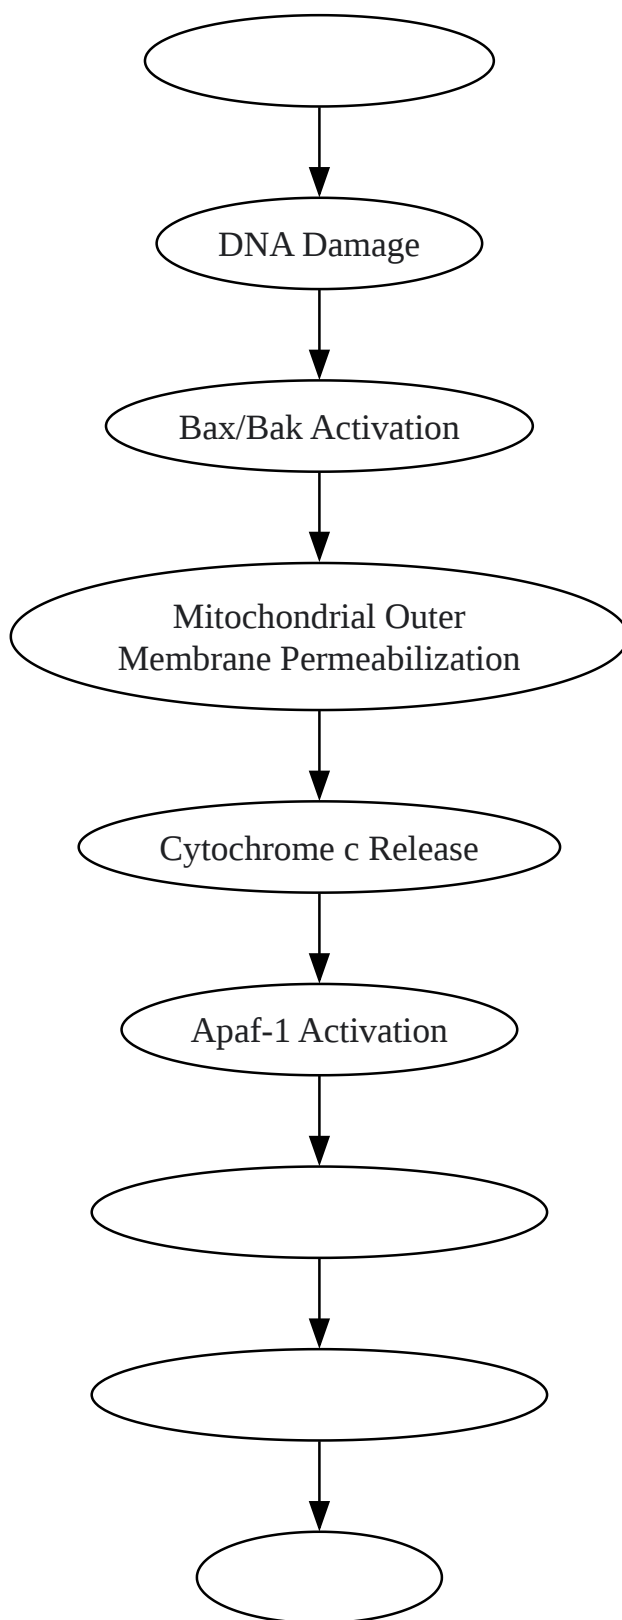 DNA Damage
Bax/Bak Activation
Mitochondrial Outer
Membrane Permeabilization
Cytochrome c Release
Apaf-1 Activation